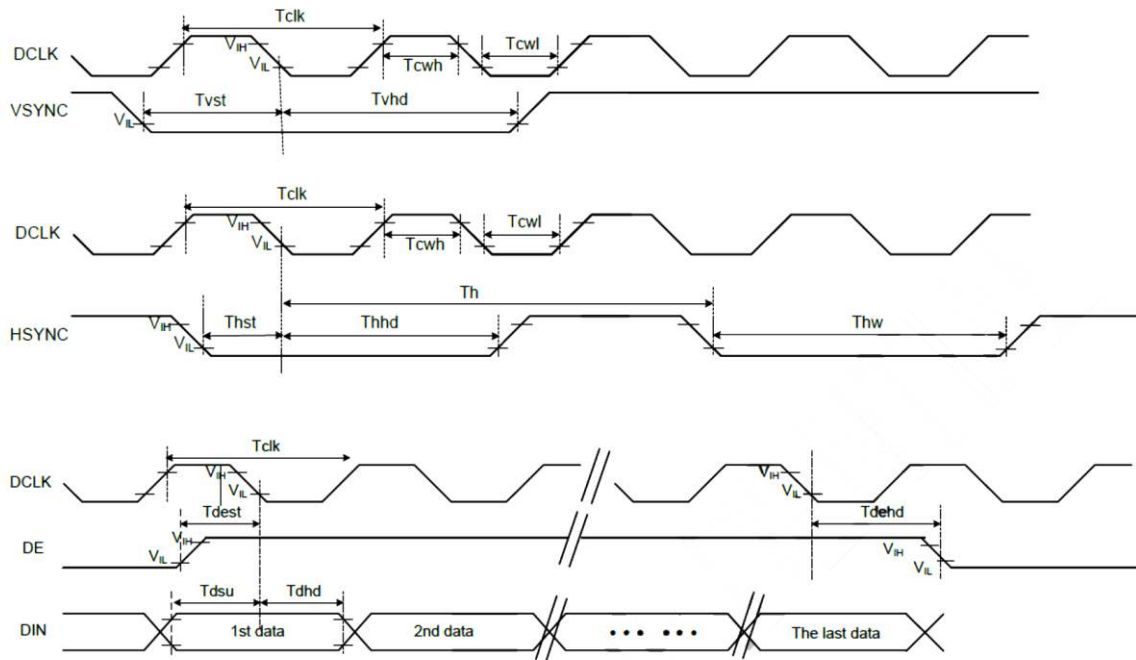 Tclk
DCLK VIH VIL Tcwh Tcwl
VSYNC VIL Tvst Tvhd
Tclk
DCLK VIH VIL Tcwh Tcwl
Th
HSYNC VIH VIL Thst Thhd Thw
Tclk
DCLK VIH VIL VIH VIL
Tdest
DE VIH VIL VIH VIL
Tdsu Tdhd
DIN 1st data 2nd data ••• ••• The last data